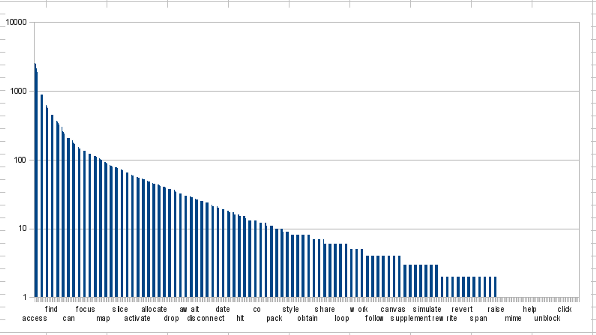 10000
1000
100
10
1
find focus slice allocate await date co style share work canvas simulate revert raise help click
access can map activate drop disconnect hit pack obtain loop follow supplement rewrite span mime unblock